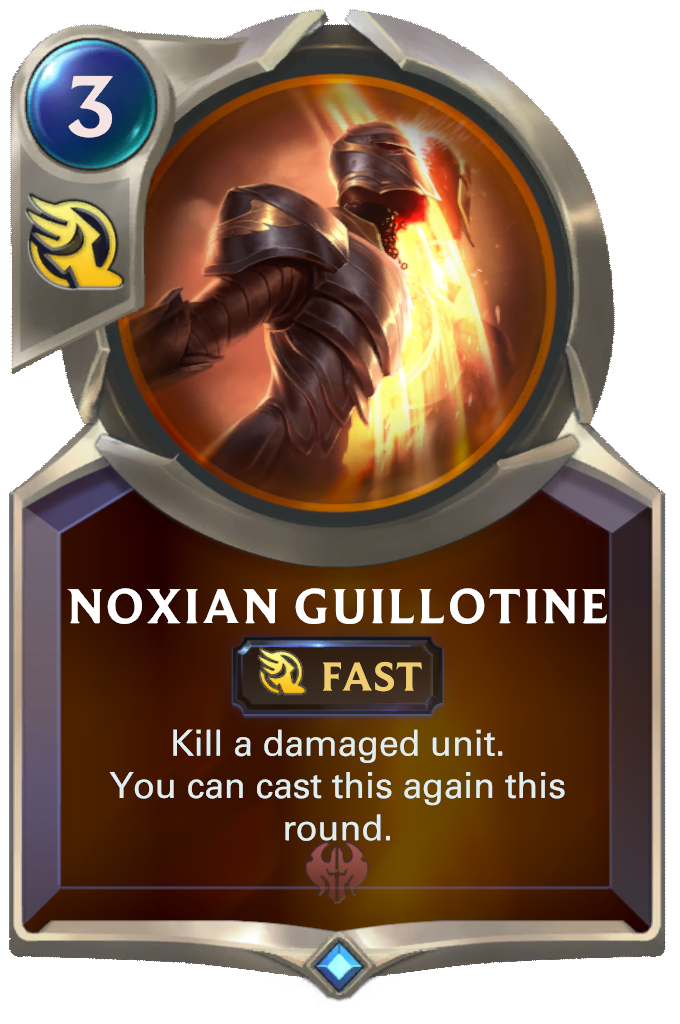 3
NOXIAN GUILLOTINE
FAST
Kill a damaged unit.
You can cast this again this
round.